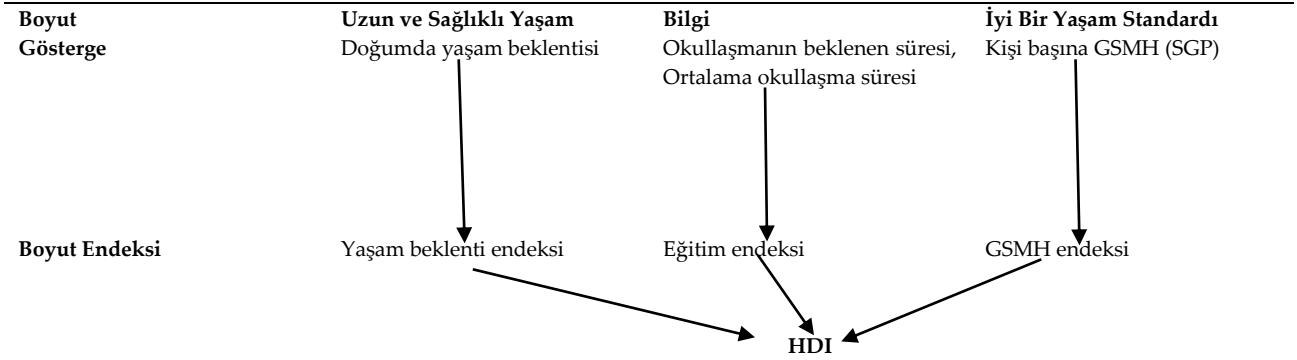 Boyut Uzun ve Sağlıklı Yaşam Bilgi İyi Bir Yaşam Standardı
Gösterge Doğumda yaşam beklentisi Okullaşmanın beklenen süresi, Kişi başına GSMH (SGP)
Ortalama okullaşma süresi
Boyut Endeksi Yaşam beklenti endeksi Eğitim endeksi GSMH endeksi
HDI